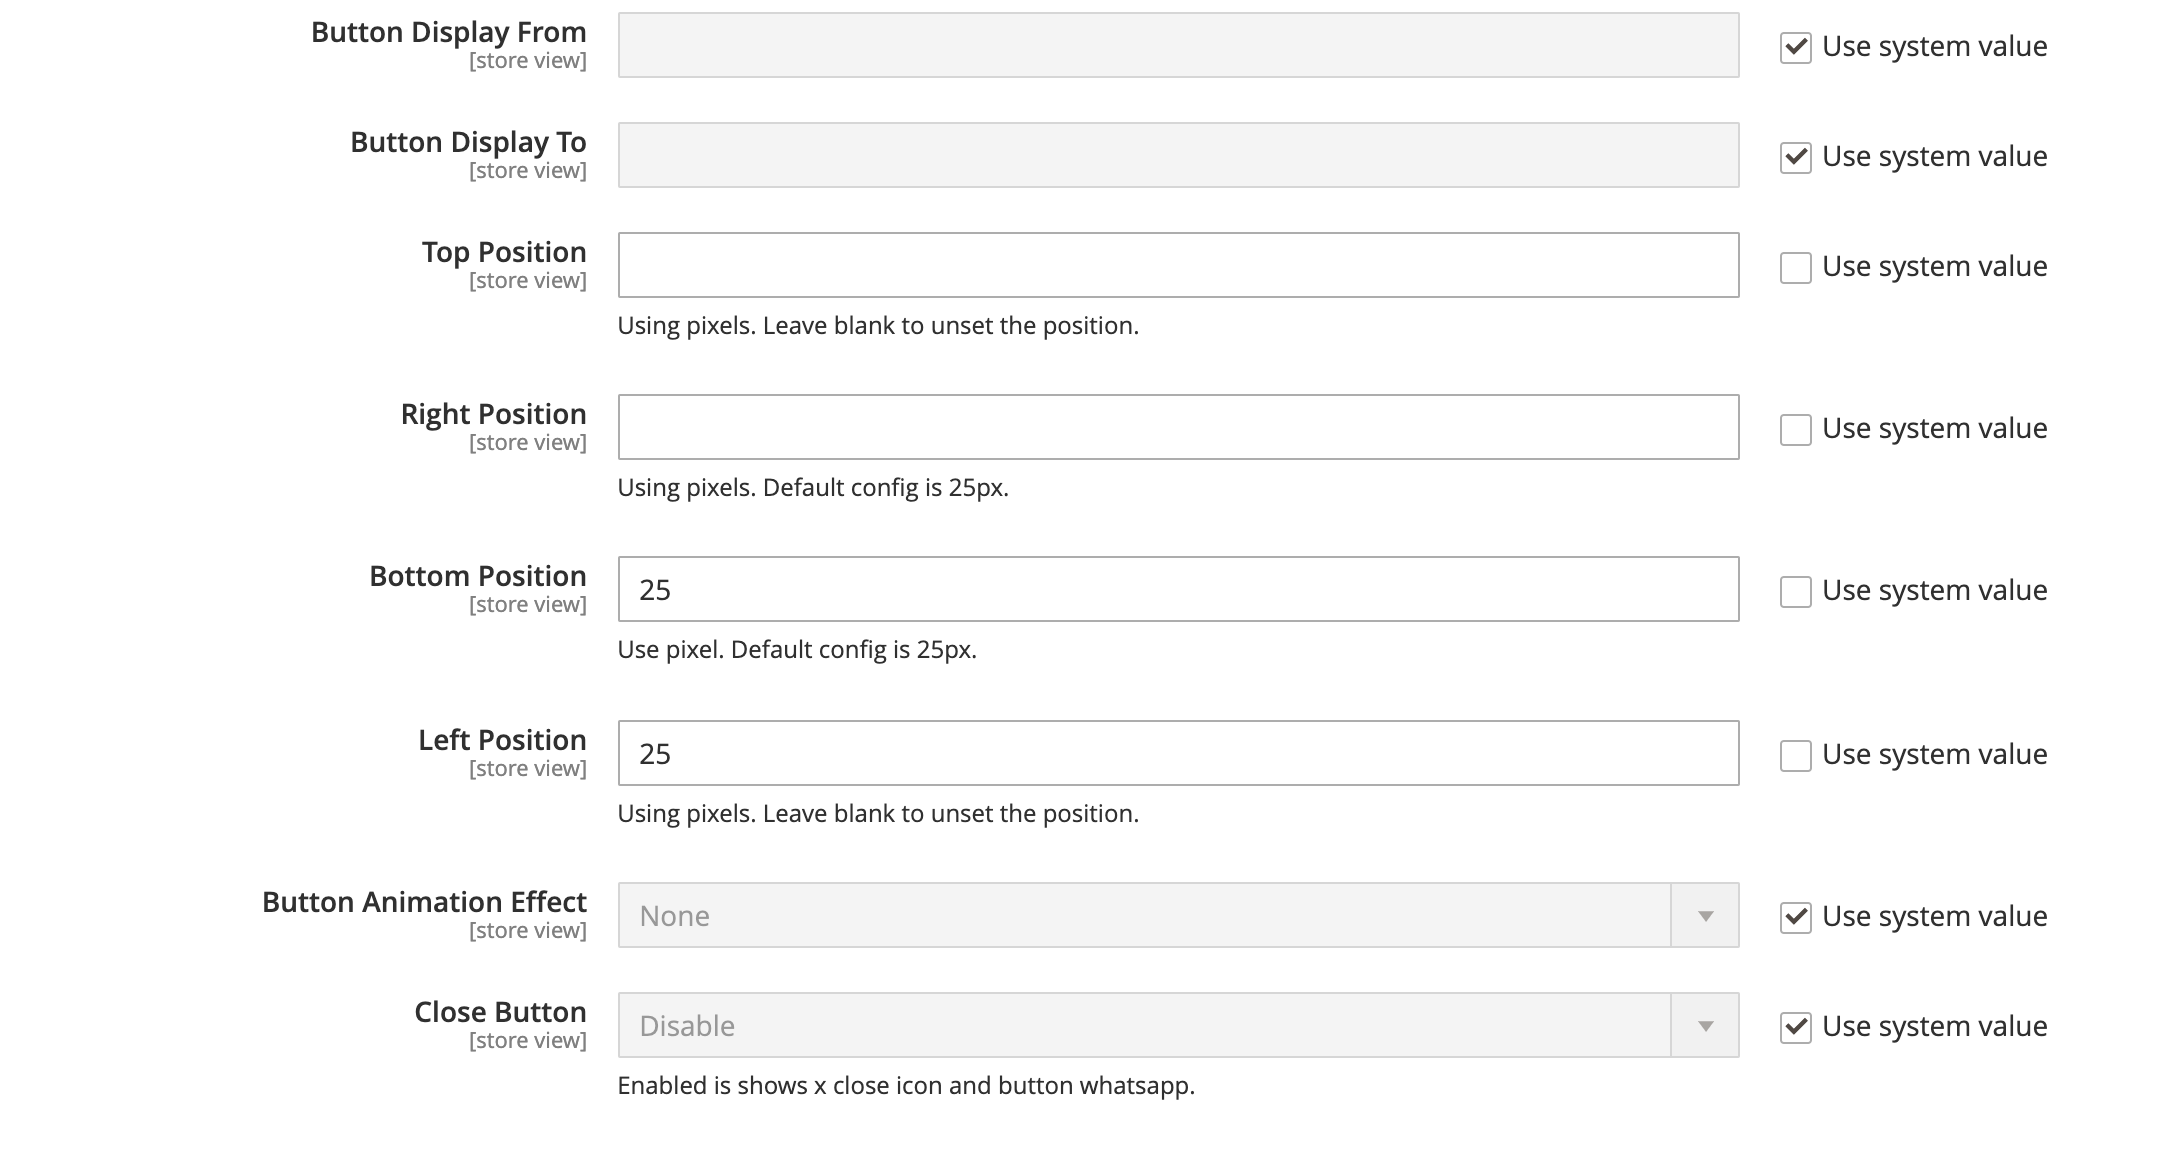 Button Display From
[store view]
Use system value
Button Display To
[store view]
Use system value
Top Position
[store view]
Use system value
Using pixels. Leave blank to unset the position.
Right Position
[store view]
Use system value
Using pixels. Default config is 25px.
Bottom Position
[store view]
25
Use system value
Use pixel. Default config is 25px.
Left Position
[store view]
25
Use system value
Using pixels. Leave blank to unset the position.
Button Animation Effect
[store view]
None
Use system value
Close Button
[store view]
Disable
Use system value
Enabled is shows x close icon and button whatsapp.